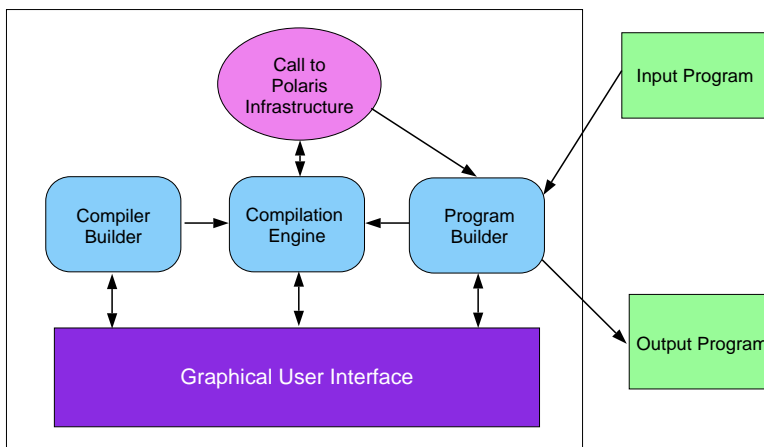 Call to
Polaris
Infrastructure
Input Program
Compiler
Builder
Compilation
Engine
Program
Builder
Output Program
Graphical User Interface